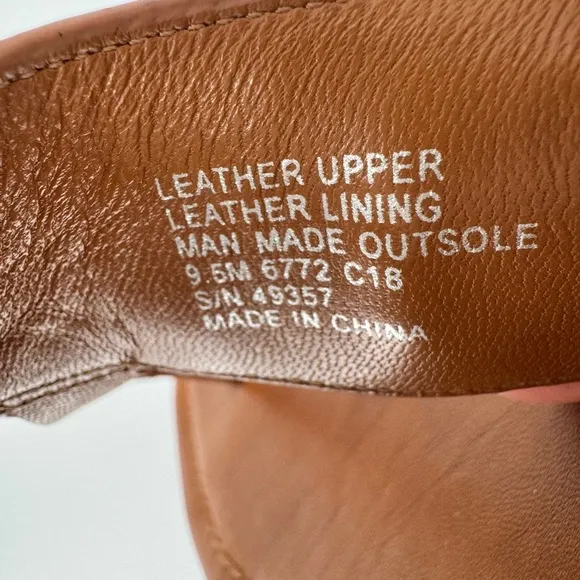 LEATHER UPPER
LEATHER LINING
MAN MADE OUTSOLE
9.5M 6772 C18
S/N 49357
MADE IN CHINA